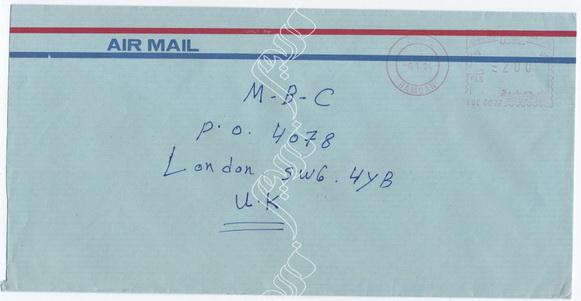 AIR MAIL
M-B-C
P.O. 4078
London SW6. 4YB
U.K